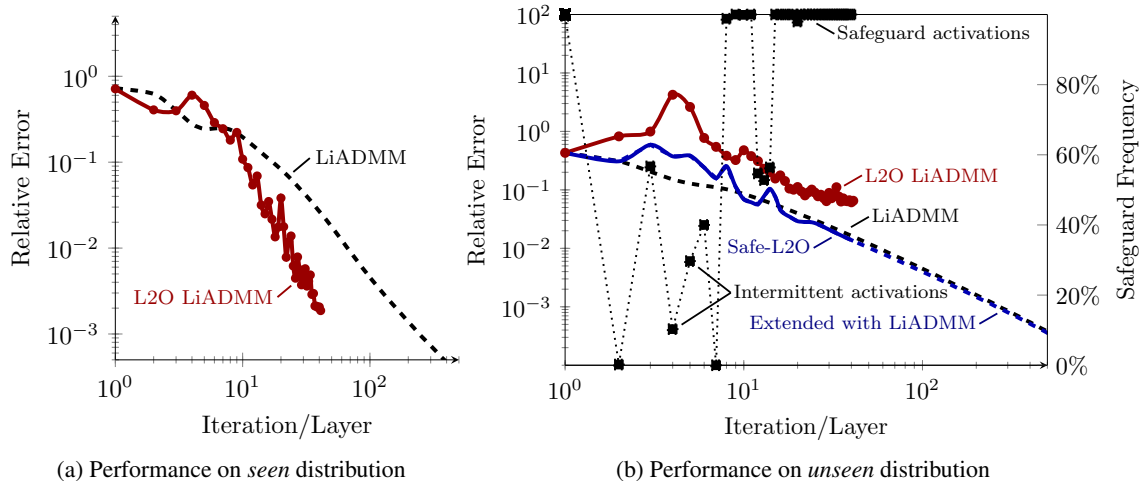 10^0
10^-1
10^-2
10^-3
10^0
10^1
10^2
Relative Error
Iteration/Layer
LiADMM
L2O LiADMM
(a) Performance on seen distribution
10^2
10^1
10^0
10^-1
10^-2
10^-3
10^0
10^1
10^2
Relative Error
Iteration/Layer
80%
60%
40%
20%
0%
Safeguard Frequency
Safeguard activations
L2O LiADMM
LiADMM
Safe-L2O
Intermittent activations
Extended with LiADMM
(b) Performance on unseen distribution